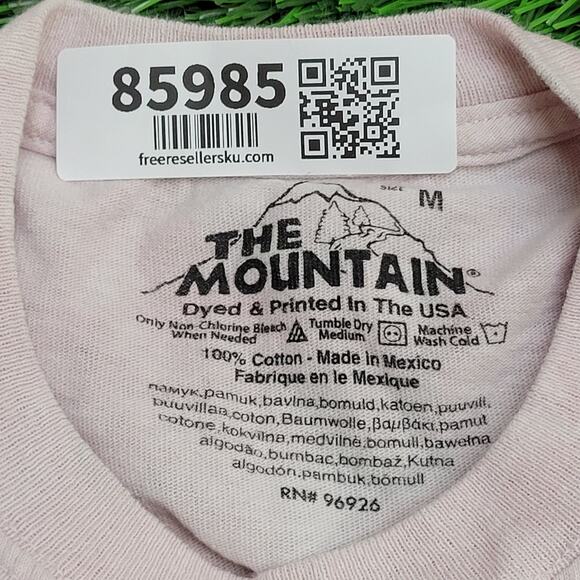 85985
freeresellersku.com
SIZE M
THE
MOUNTAIN®
Dyed & Printed In The USA
Only Non-Chlorine Bleach When Needed
Tumble Dry Medium
Machine Wash Cold
100% Cotton - Made in Mexico
Fabrique en le Mexique
памук,pamuk,bavlna,bomuld,katoen,puuvill,
puuvillaa,coton,Baumwolle,βαμβάκι,pamut
cotone,kokvilna,medvilnė,bomull,bawełna
algodão,bumbac,bombaž,Kutna
algodón,pambuk,bomull
RN# 96926